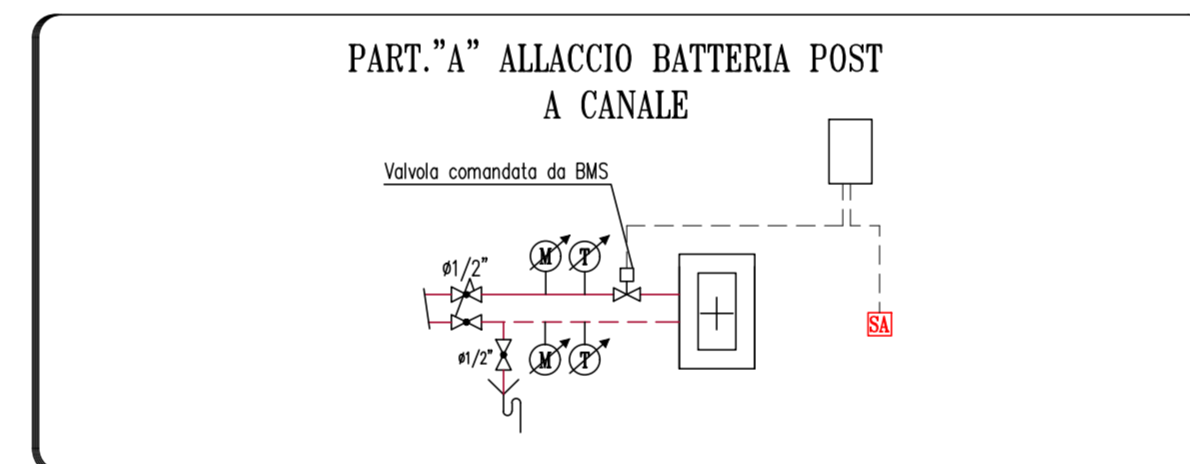 PART."A" ALLACCIO BATTERIA POST
A CANALE
Valvola comandata da BMS
ø1/2"
M
T
SA
ø1/2"
M
T